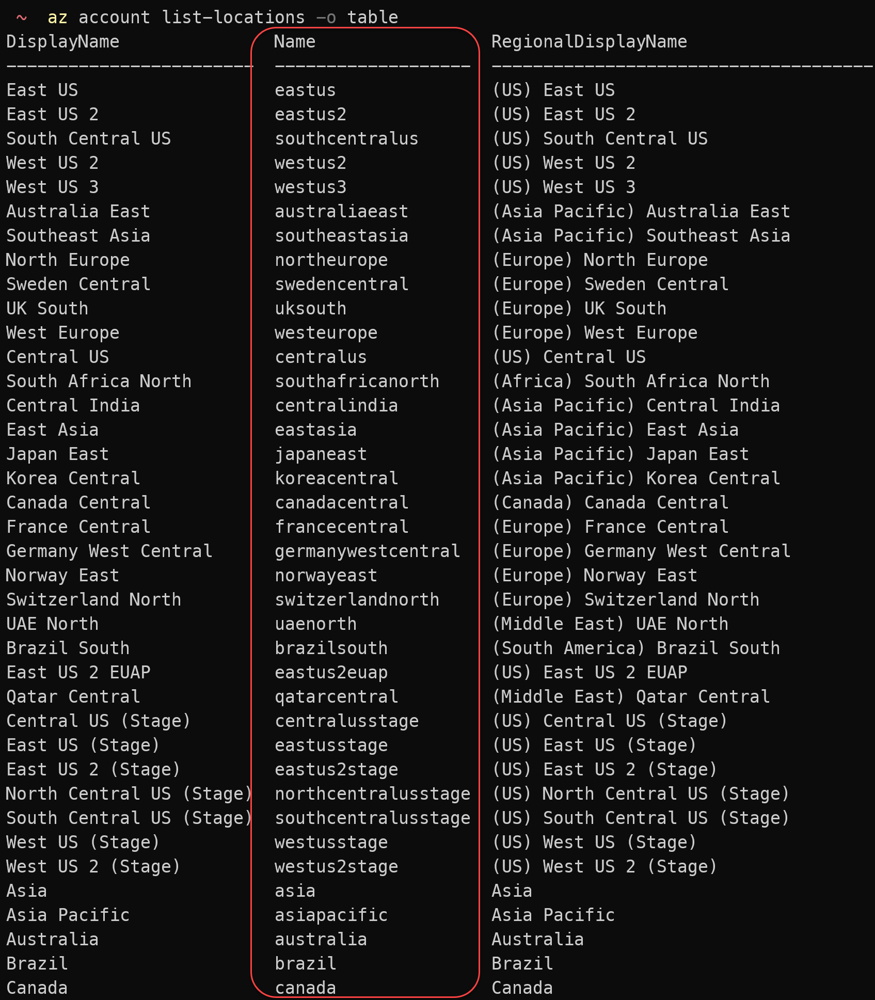 ~  az account list-locations -o table
DisplayName               Name                 RegionalDisplayName
------------------------  -------------------  -------------------------------------
East US                   eastus               (US) East US
East US 2                 eastus2              (US) East US 2
South Central US          southcentralus       (US) South Central US
West US 2                 westus2              (US) West US 2
West US 3                 westus3              (US) West US 3
Australia East            australiaeast        (Asia Pacific) Australia East
Southeast Asia            southeastasia        (Asia Pacific) Southeast Asia
North Europe              northeurope          (Europe) North Europe
Sweden Central            swedencentral        (Europe) Sweden Central
UK South                  uksouth              (Europe) UK South
West Europe               westeurope           (Europe) West Europe
Central US                centralus            (US) Central US
South Africa North        southafricanorth     (Africa) South Africa North
Central India             centralindia         (Asia Pacific) Central India
East Asia                 eastasia             (Asia Pacific) East Asia
Japan East                japaneast            (Asia Pacific) Japan East
Korea Central             koreacentral         (Asia Pacific) Korea Central
Canada Central            canadacentral        (Canada) Canada Central
France Central            francecentral        (Europe) France Central
Germany West Central      germanywestcentral   (Europe) Germany West Central
Norway East               norwayeast           (Europe) Norway East
Switzerland North         switzerlandnorth     (Europe) Switzerland North
UAE North                 uaenorth             (Middle East) UAE North
Brazil South              brazilsouth          (South America) Brazil South
East US 2 EUAP            eastus2euap          (US) East US 2 EUAP
Qatar Central             qatarcentral         (Middle East) Qatar Central
Central US (Stage)        centralusstage       (US) Central US (Stage)
East US (Stage)           eastusstage          (US) East US (Stage)
East US 2 (Stage)         eastus2stage         (US) East US 2 (Stage)
North Central US (Stage)  northcentralusstage  (US) North Central US (Stage)
South Central US (Stage)  southcentralusstage  (US) South Central US (Stage)
West US (Stage)           westusstage          (US) West US (Stage)
West US 2 (Stage)         westus2stage         (US) West US 2 (Stage)
Asia                      asia                 Asia
Asia Pacific              asiapacific          Asia Pacific
Australia                 australia            Australia
Brazil                    brazil               Brazil
Canada                    canada               Canada